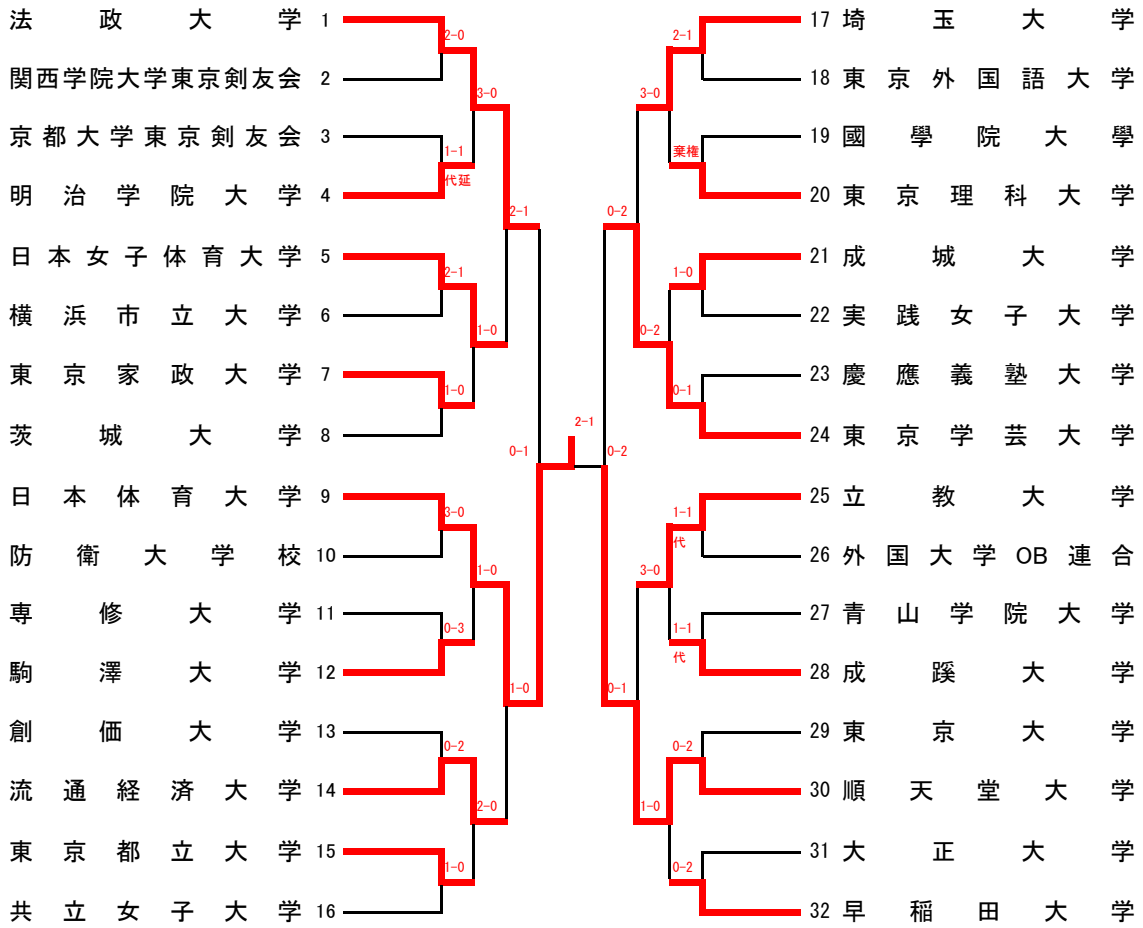 法政大学 1
2-0
関西学院大学東京剣友会 2
3-0
京都大学東京剣友会 3
1-1
代延
明治学院大学 4
2-1
日本女子体育大学 5
2-1
横浜市立大学 6
1-0
東京家政大学 7
1-0
茨城大学 8
0-1
日本体育大学 9
3-0
防衛大学校 10
1-0
専修大学 11
0-3
駒澤大学 12
1-0
創価大学 13
0-2
流通経済大学 14
2-0
東京都立大学 15
1-0
共立女子大学 16
2-1
17 埼玉大学
2-1
18 東京外国語大学
3-0
19 國學院大學
棄権
20 東京理科大学
0-2
21 成城大学
1-0
22 実践女子大学
0-2
23 慶應義塾大学
0-1
24 東京学芸大学
0-2
25 立教大学
1-1
代
26 外国大学OB連合
3-0
27 青山学院大学
1-1
代
28 成蹊大学
0-1
29 東京大学
0-2
30 順天堂大学
1-0
31 大正大学
0-2
32 早稲田大学